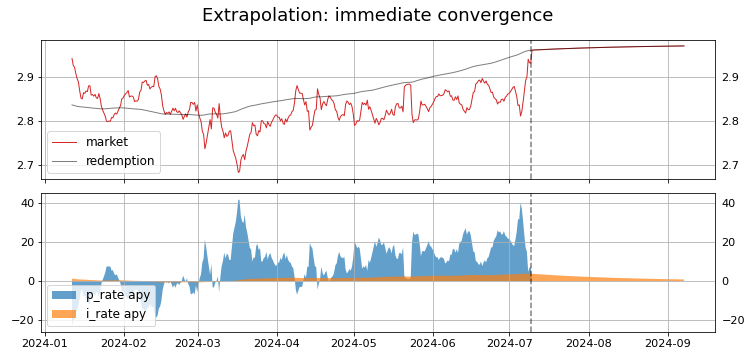 Extrapolation: immediate convergence
2.9 2.9
2.8 2.8
2.7 2.7
market
redemption
40 40
20 20
0 0
−20 −20
p_rate apy
i_rate apy
2024-01 2024-02 2024-03 2024-04 2024-05 2024-06 2024-07 2024-08 2024-09